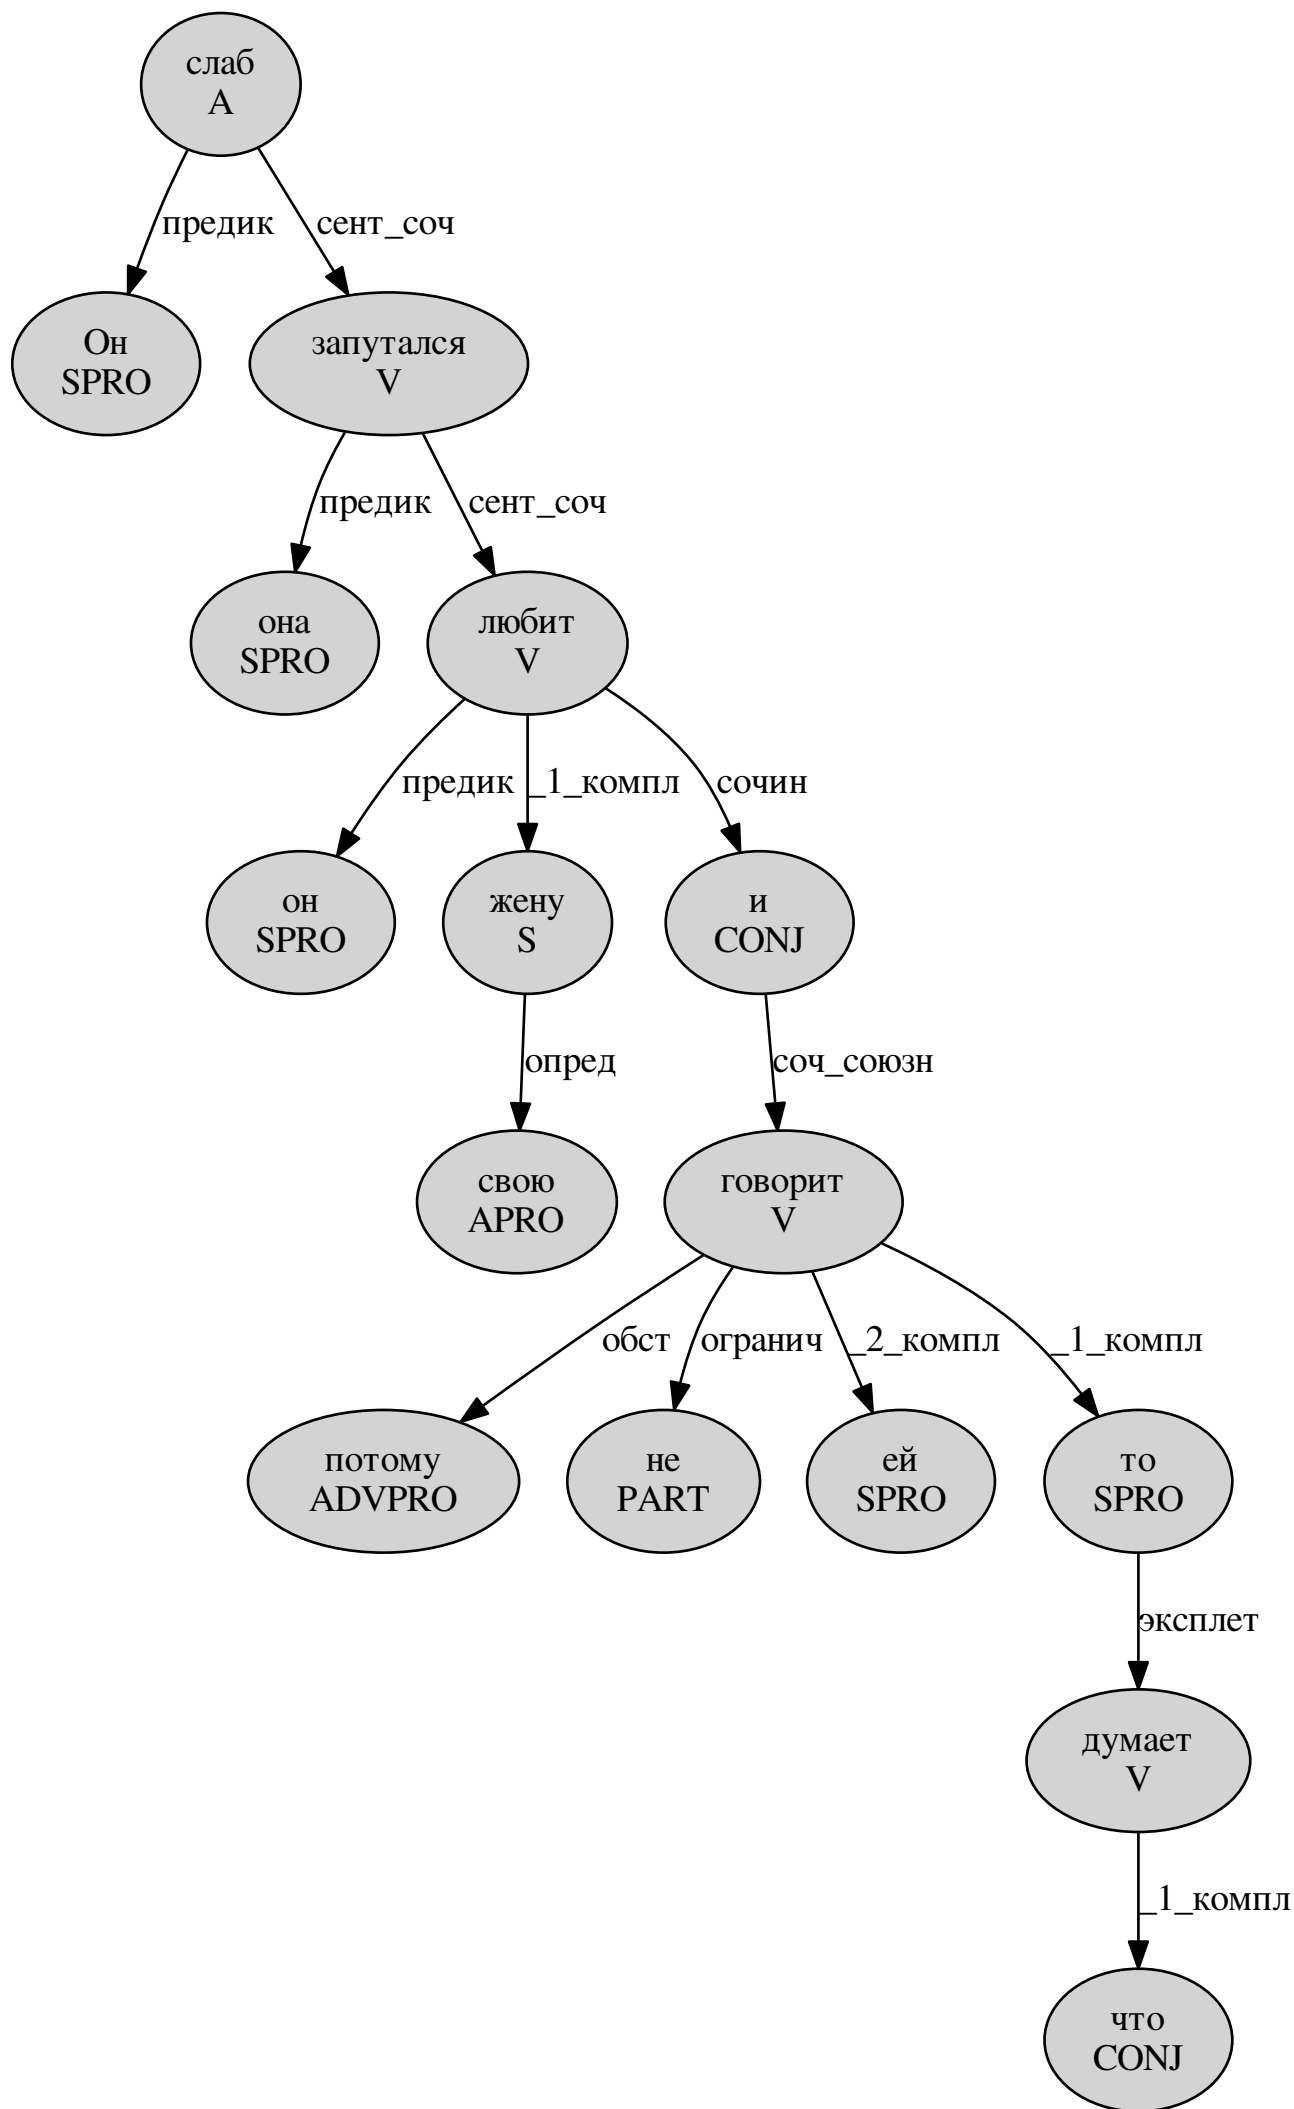 слаб
A
предик
сент_соч
Он
SPRO
запутался
V
предик
сент_соч
она
SPRO
любит
V
предик
_1_компл
сочин
он
SPRO
жену
S
и
CONJ
опред
соч_союзн
свою
APRO
говорит
V
обст
огранич
_2_компл
_1_компл
потому
ADVPRO
не
PART
ей
SPRO
то
SPRO
эксплет
думает
V
_1_компл
что
CONJ